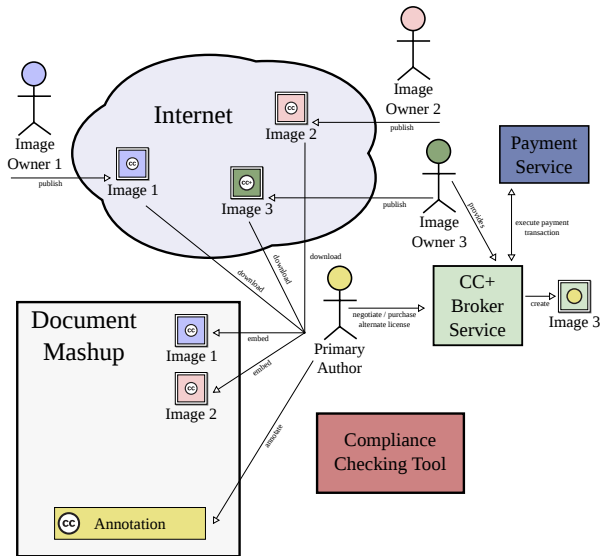 Internet
Image
Owner 1
Image
Owner 2
cc
Image 2
publish
cc
Image 1
publish
CC+
Image 3
publish
Image
Owner 3
Payment
Service
provides
execute payment
transaction
download
download
download
CC+
Broker
Service
create
Image 3
negotiate / purchase
alternate license
Primary
Author
Document
Mashup
cc
Image 1
embed
cc
Image 2
embed
annotate
Compliance
Checking Tool
cc
Annotation